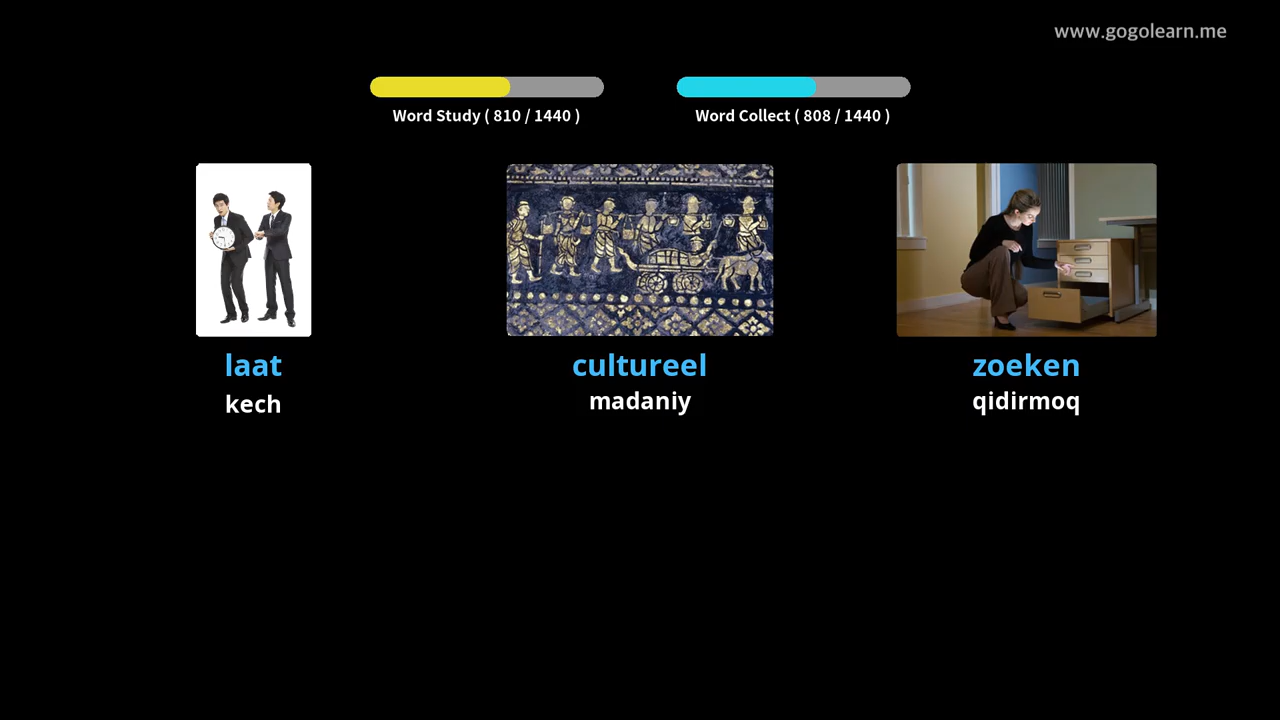 www.gogolearn.me
Word Study ( 810 / 1440 )
Word Collect ( 808 / 1440 )
laat
cultureel
zoeken
kech
madaniy
qidirmoq